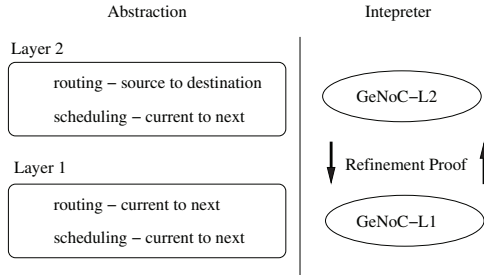 Abstraction
Intepreter
Layer 2
routing − source to destination
scheduling − current to next
GeNoC−L2
Refinement Proof
Layer 1
routing − current to next
scheduling − current to next
GeNoC−L1